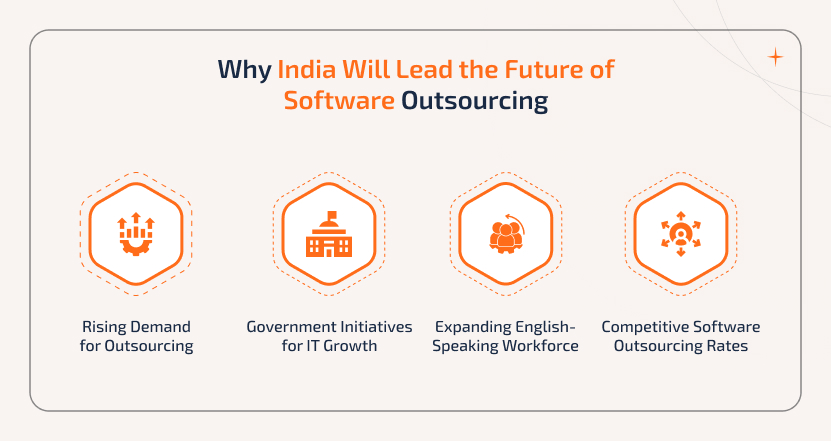 Why India Will Lead the Future of
Software Outsourcing
Rising Demand
for Outsourcing
Government Initiatives
for IT Growth
Expanding English-
Speaking Workforce
Competitive Software
Outsourcing Rates